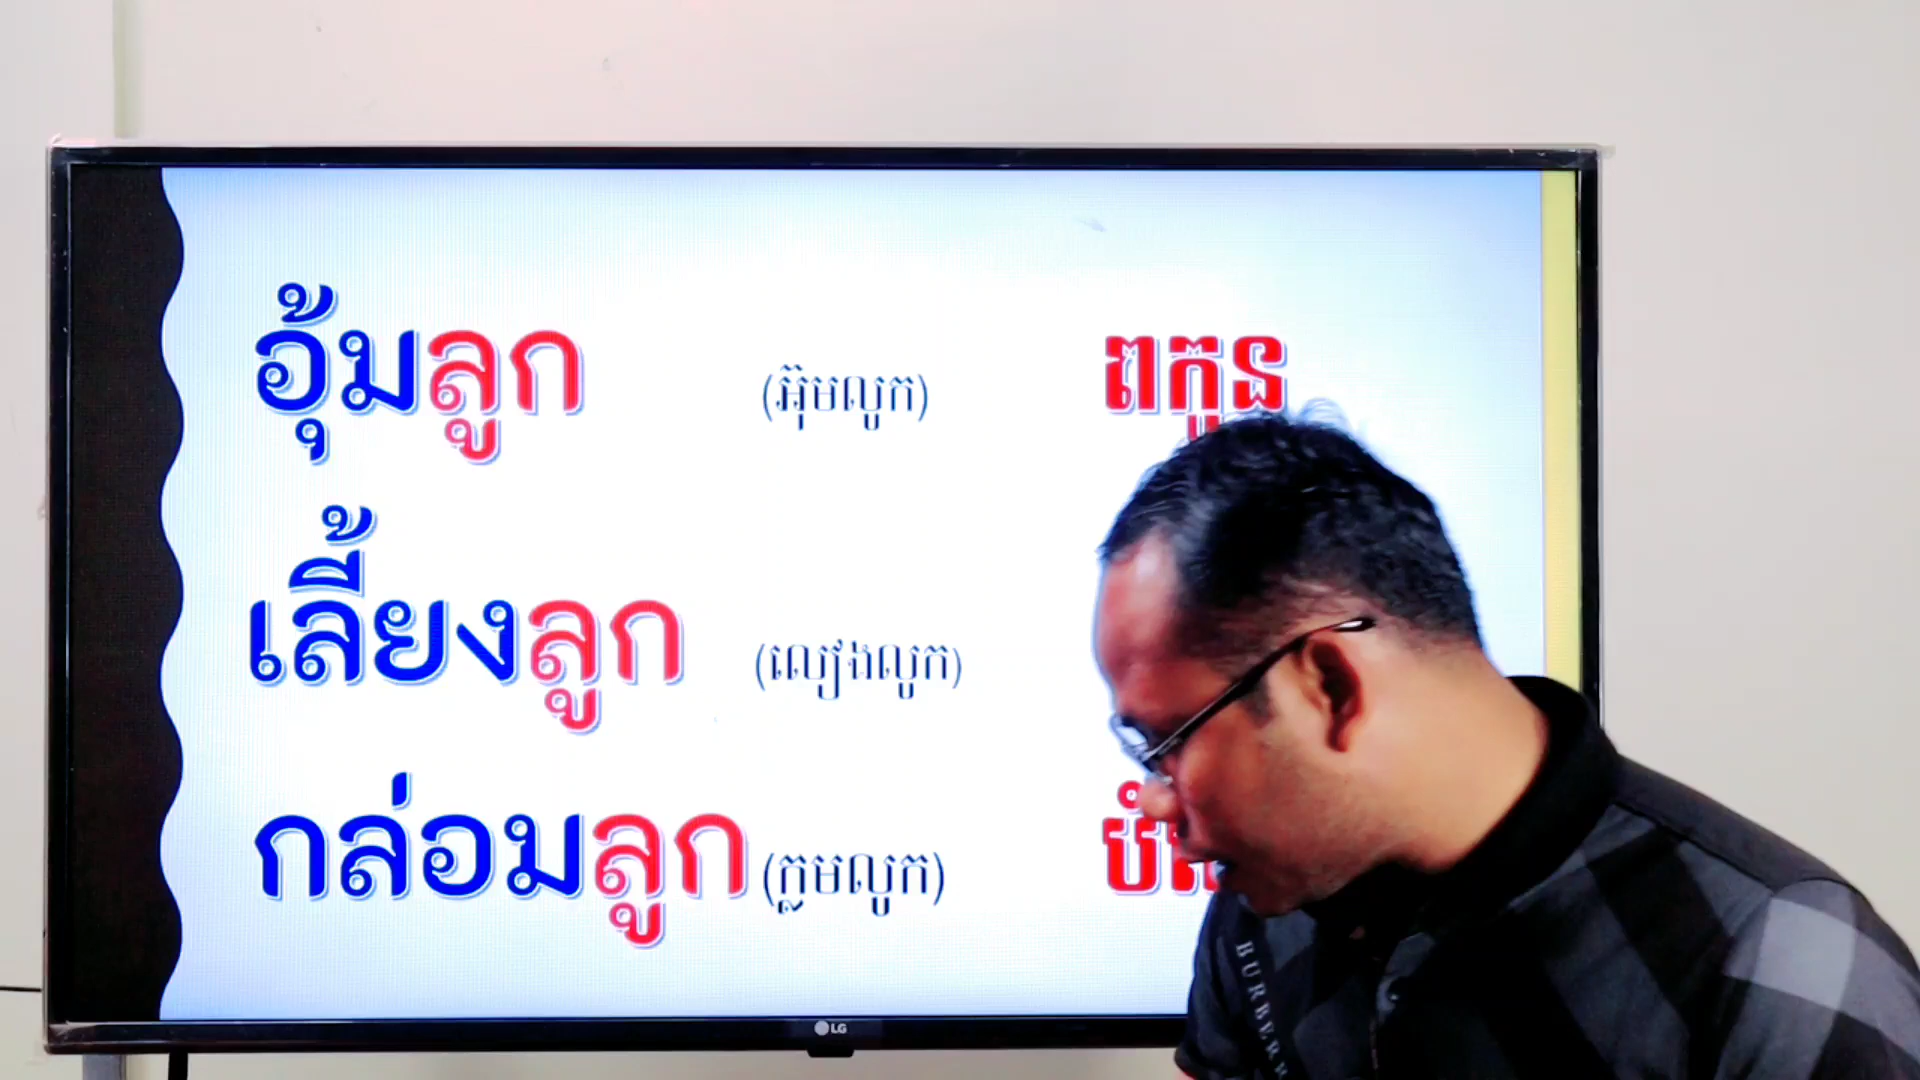 อุ้มลูก (អ៊ុមលូក) ពកូន
เลี้ยงลูก (លៀងលូក)
กล่อมลูก (ក្លមលូក)
LG